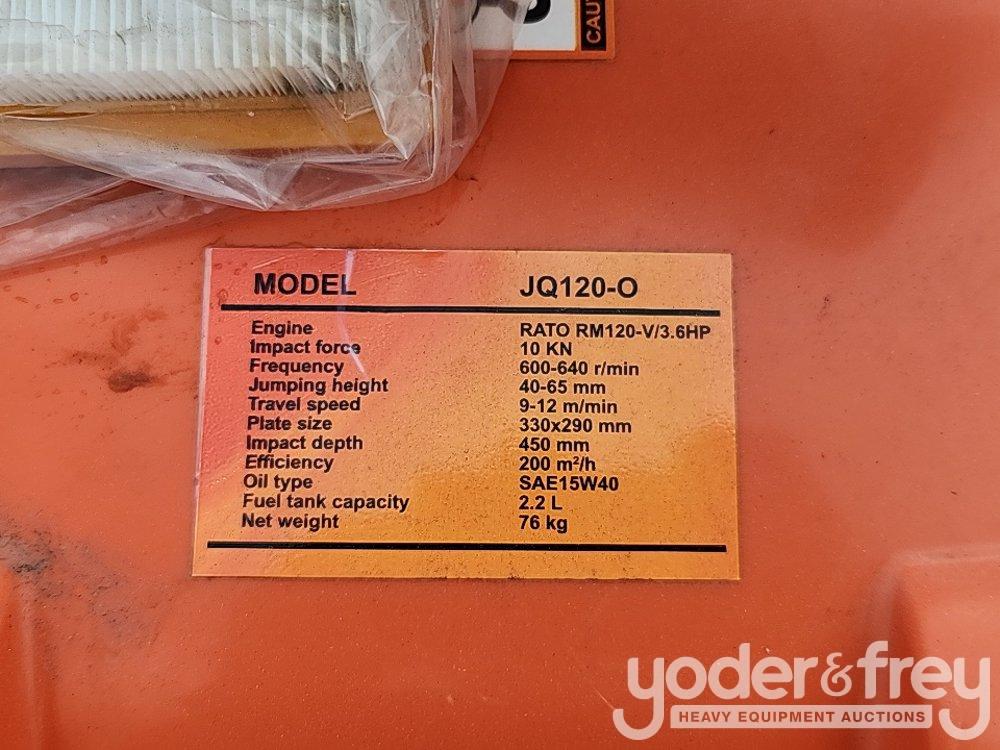 CAU
MODEL JQ120-O
Engine RATO RM120-V/3.6HP
Impact force 10 KN
Frequency 600-640 r/min
Jumping height 40-65 mm
Travel speed 9-12 m/min
Plate size 330x290 mm
Impact depth 450 mm
Efficiency 200 m²/h
Oil type SAE15W40
Fuel tank capacity 2.2 L
Net weight 76 kg
yoder&frey
HEAVY EQUIPMENT AUCTIONS